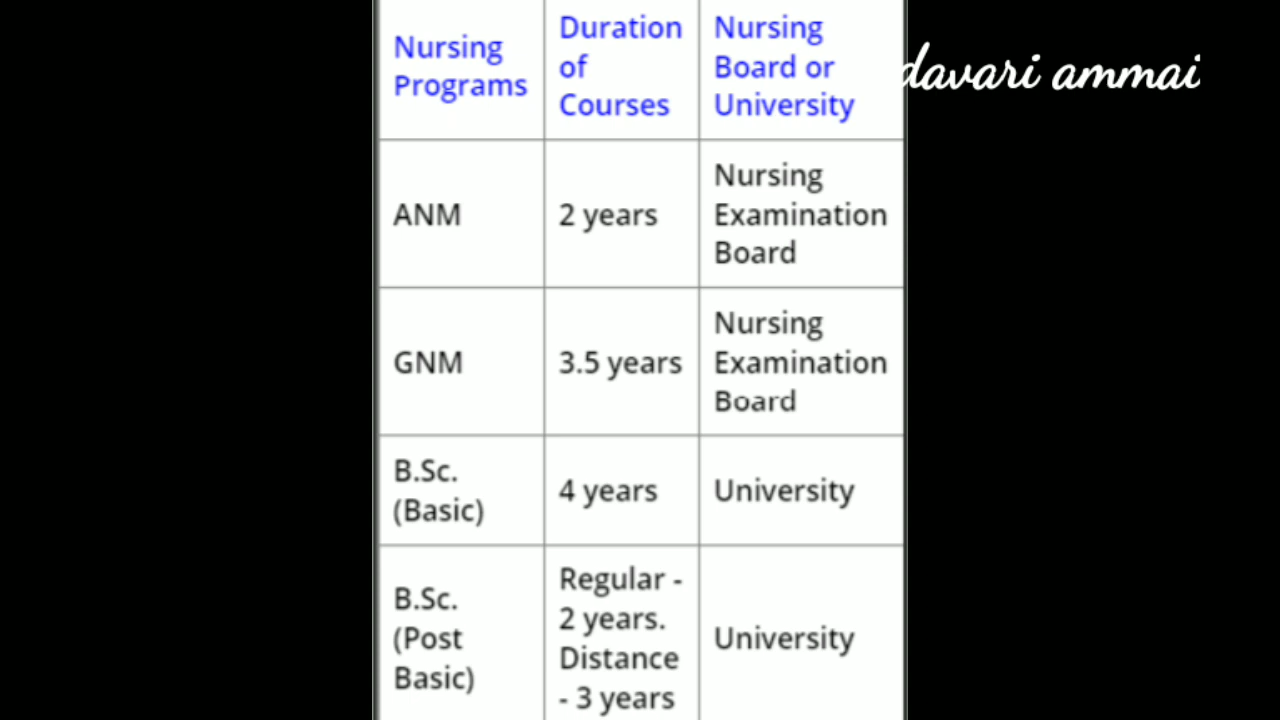 Nursing
Programs
Duration
of
Courses
Nursing
Board or
University
davari ammai
ANM
2 years
Nursing
Examination
Board
GNM
3.5 years
Nursing
Examination
Board
B.Sc.
(Basic)
4 years
University
B.Sc.
(Post
Basic)
Regular -
2 years.
Distance
- 3 years
University